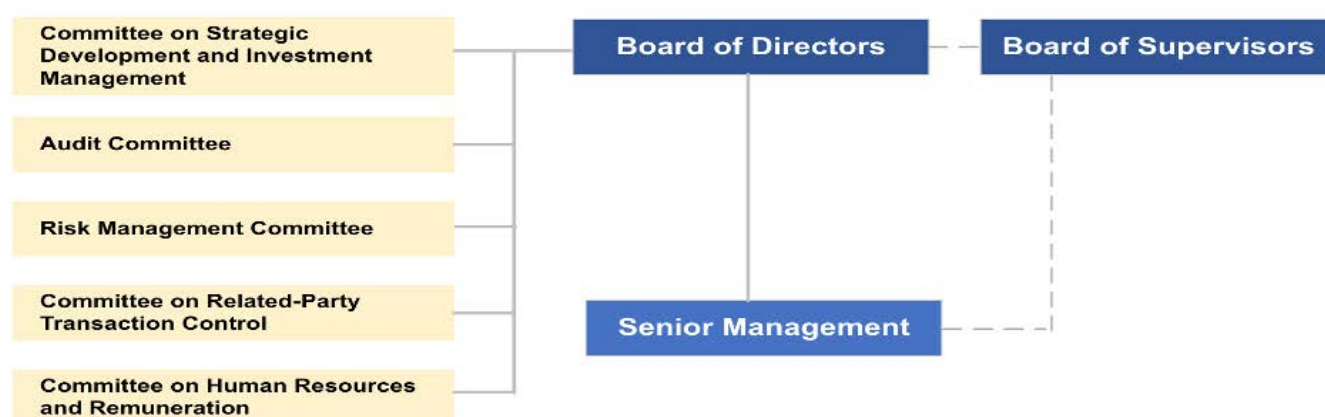 Committee on Strategic
Development and Investment
Management
Board of Directors
Board of Supervisors
Audit Committee
Risk Management Committee
Committee on Related-Party
Transaction Control
Senior Management
Committee on Human Resources
and Remuneration